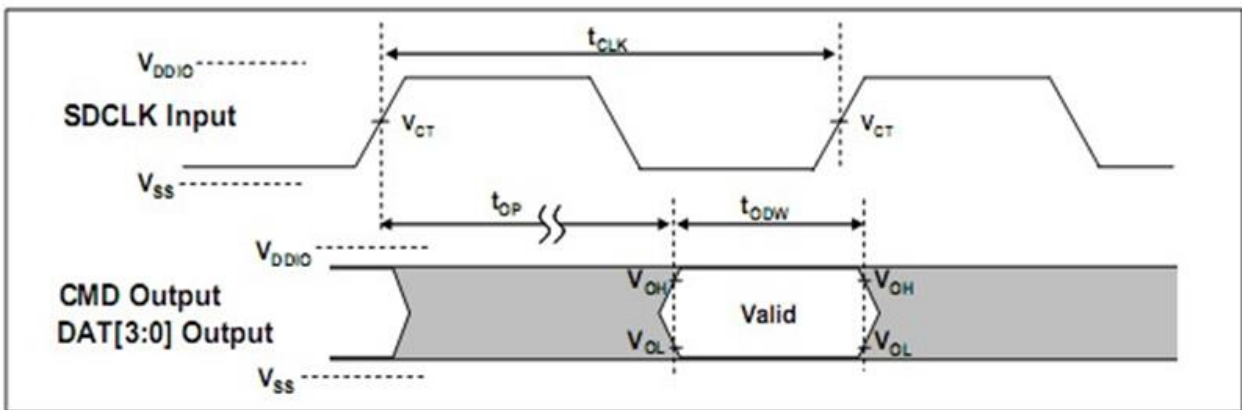 tCLK
VDDIO
SDCLK Input
VCT
VCT
VSS
tOP
tODW
VDDIO
VOH
VOH
CMD Output
Valid
DAT[3:0] Output
VOL
VOL
VSS